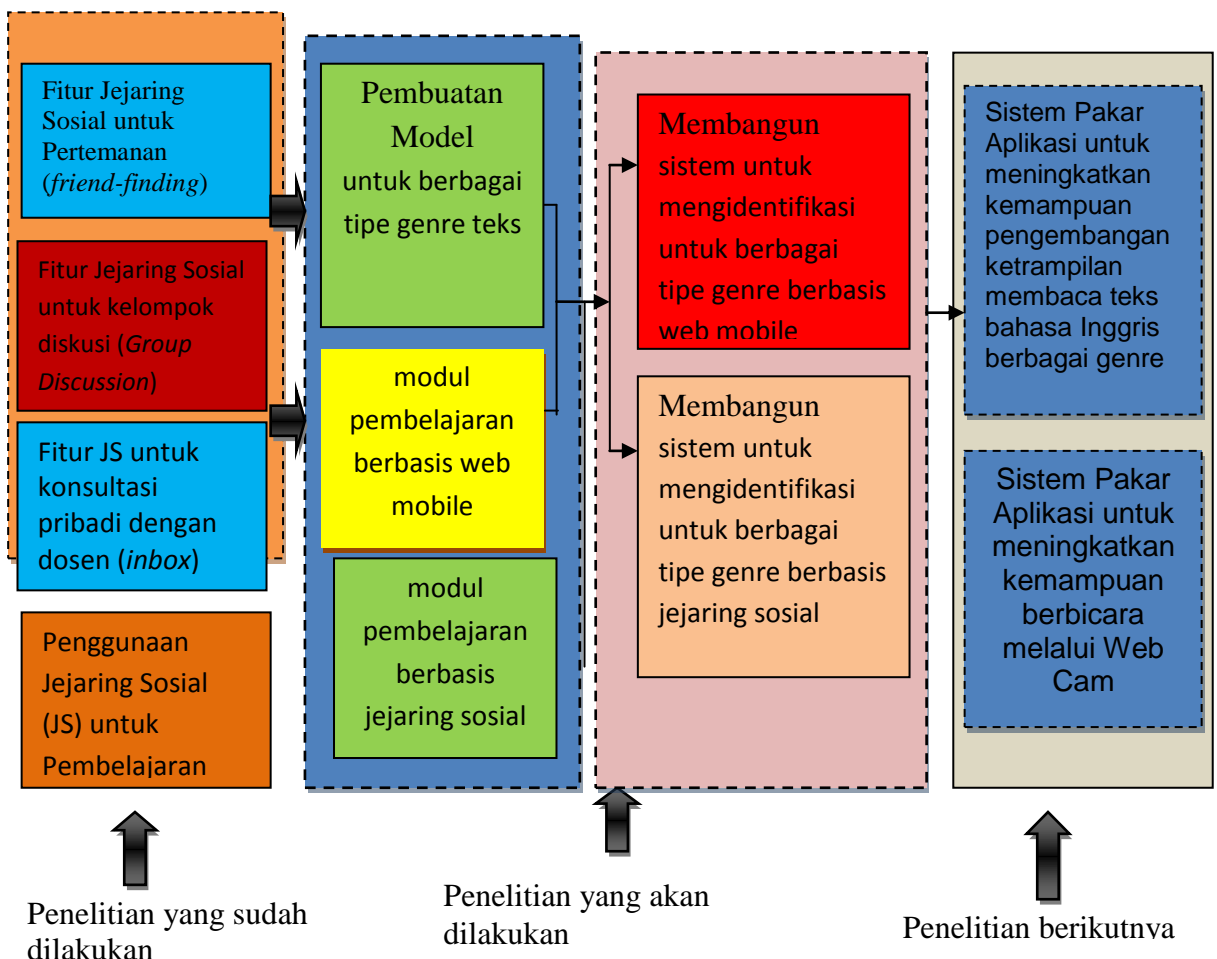 Fitur Jejaring
Sosial untuk
Pertemanan
(friend-finding)
Fitur Jejaring Sosial
untuk kelompok
diskusi (Group
Discussion)
Fitur JS untuk
konsultasi
pribadi dengan
dosen (inbox)
Penggunaan
Jejaring Sosial
(JS) untuk
Pembelajaran
Pembuatan
Model
untuk berbagai
tipe genre teks
modul
pembelajaran
berbasis web
mobile
modul
pembelajaran
berbasis
jejaring sosial
Membangun
sistem untuk
mengidentifikasi
untuk berbagai
tipe genre berbasis
web mobile
Membangun
sistem untuk
mengidentifikasi
untuk berbagai
tipe genre berbasis
jejaring sosial
Sistem Pakar
Aplikasi untuk
meningkatkan
kemampuan
pengembangan
ketrampilan
membaca teks
bahasa Inggris
berbagai genre
Sistem Pakar
Aplikasi untuk
meningkatkan
kemampuan
berbicara
melalui Web
Cam
Penelitian yang sudah
dilakukan
Penelitian yang akan
dilakukan
Penelitian berikutnya